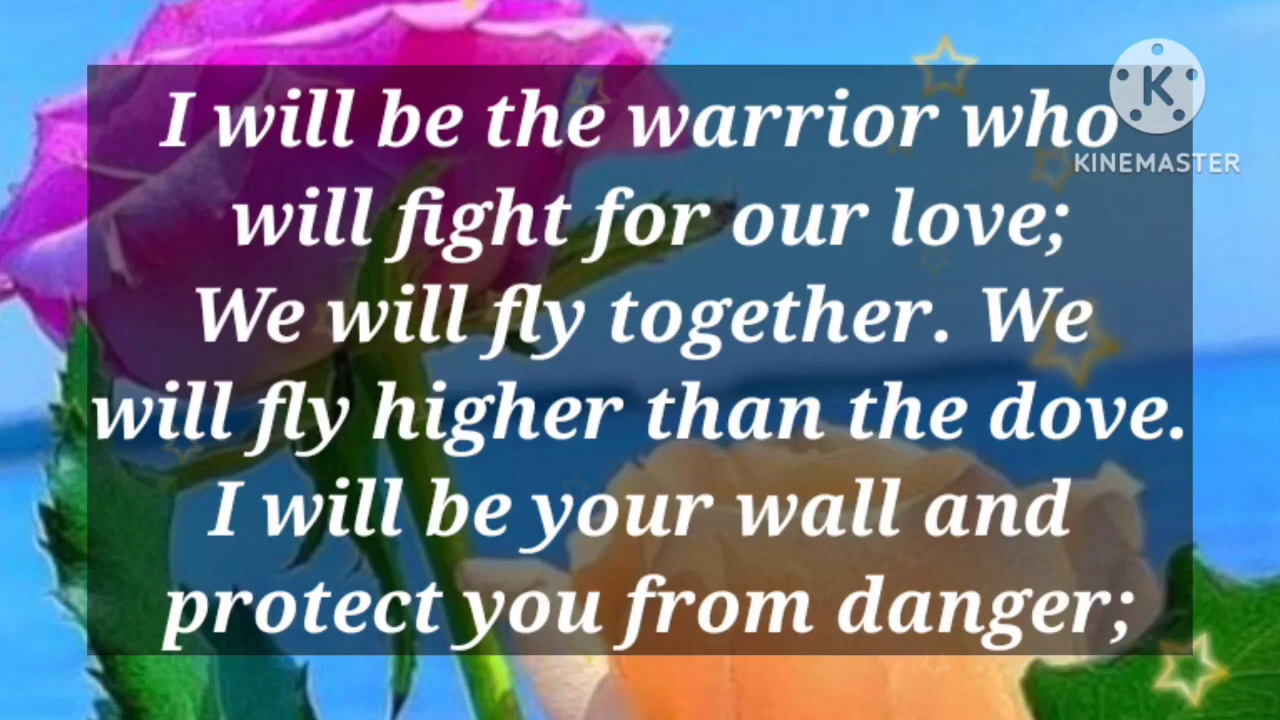 I will be the warrior who
will fight for our love;
We will fly together. We
will fly higher than the dove.
I will be your wall and
protect you from danger;
K
KINEMASTER